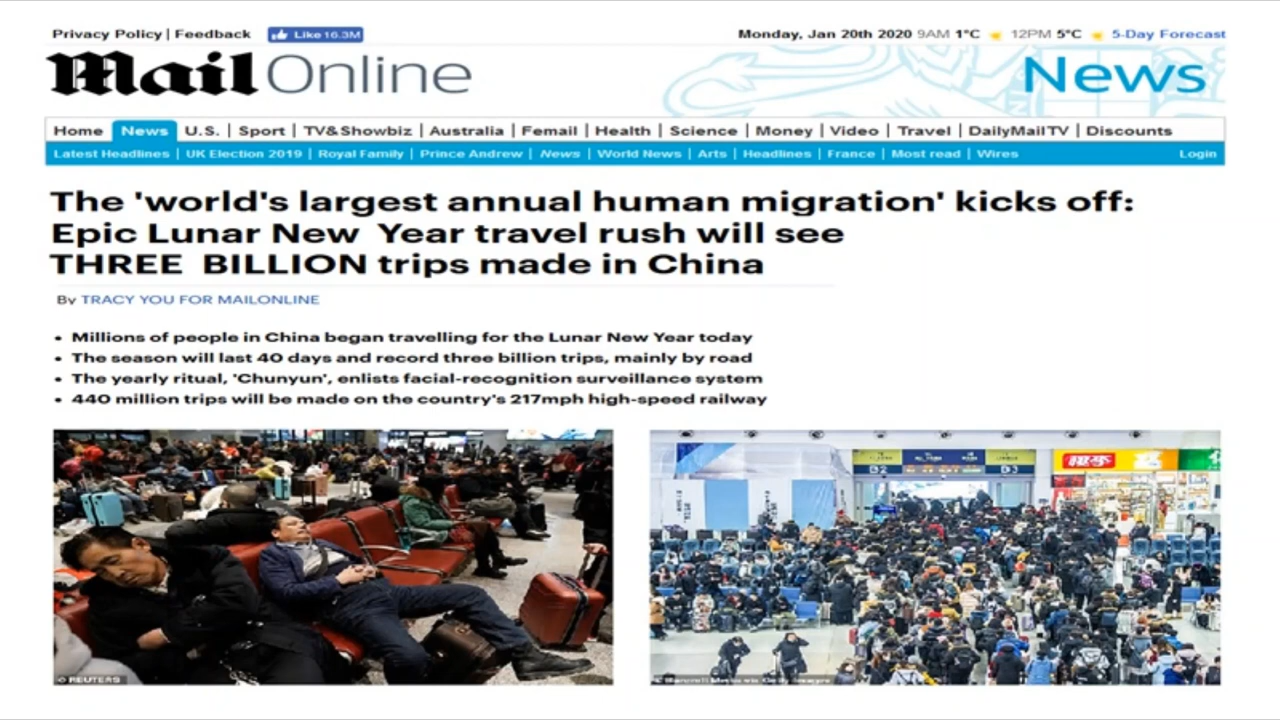 Privacy Policy | Feedback Like 16.3M Monday, Jan 20th 2020 9AM 1°C 12PM 5°C 5-Day Forecast
Mail Online News
Home News U.S. | Sport | TV&Showbiz | Australia | Femail | Health | Science | Money | Video | Travel | DailyMailTV | Discounts
Latest Headlines | UK Election 2019 | Royal Family | Prince Andrew | News | World News | Arts | Headlines | France | Most read | Wires Login
The 'world's largest annual human migration' kicks off:
Epic Lunar New Year travel rush will see
THREE BILLION trips made in China
By TRACY YOU FOR MAILONLINE
• Millions of people in China began travelling for the Lunar New Year today
• The season will last 40 days and record three billion trips, mainly by road
• The yearly ritual, 'Chunyun', enlists facial-recognition surveillance system
• 440 million trips will be made on the country's 217mph high-speed railway
B2 B3
© REUTERS
via Getty Images